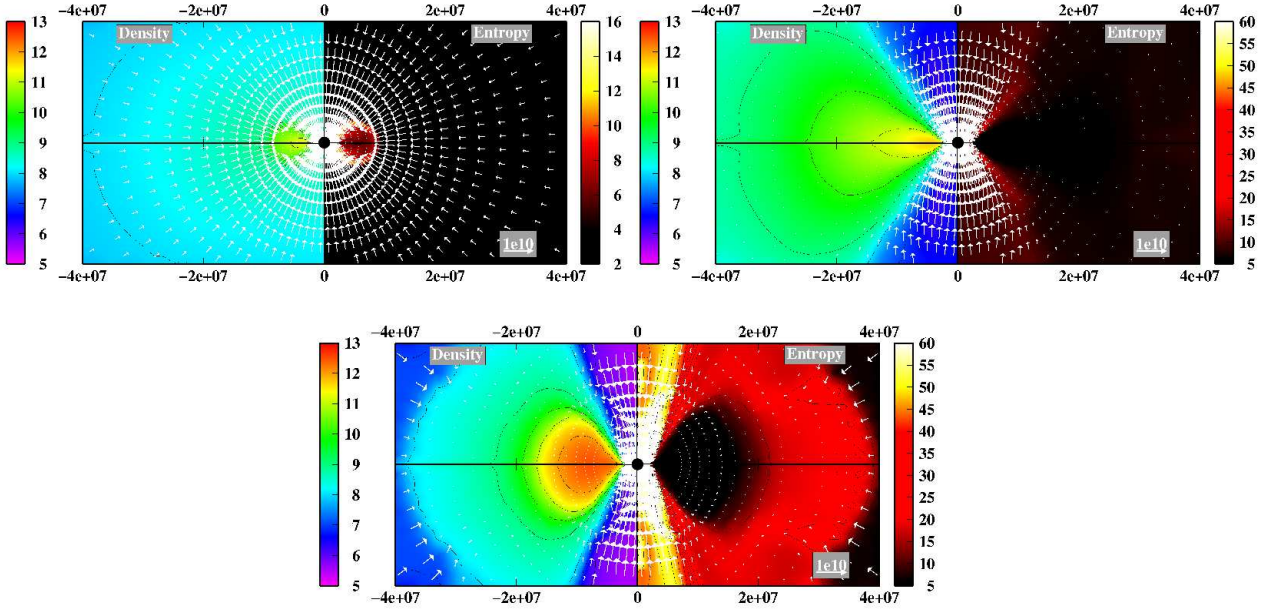 −4e+07 −2e+07 0 2e+07 4e+07 −4e+07 −2e+07 0 2e+07 4e+07
13 Density Entropy 16 13 Density Entropy 60
12 14 12 55
50
11 12 11 45
10 10 10 40
35
9 9 30
8 8 8 25
7 6 7 20
15
6 4 6 10
5 1e10 2 5 1e10 5
−4e+07 −2e+07 0 2e+07 4e+07 −4e+07 −2e+07 0 2e+07 4e+07
−4e+07 −2e+07 0 2e+07 4e+07
13 Density Entropy 60
12 55
50
11 45
10 40
35
9 30
8 25
7 20
15
6 10
5 1e10 5
−4e+07 −2e+07 0 2e+07 4e+07